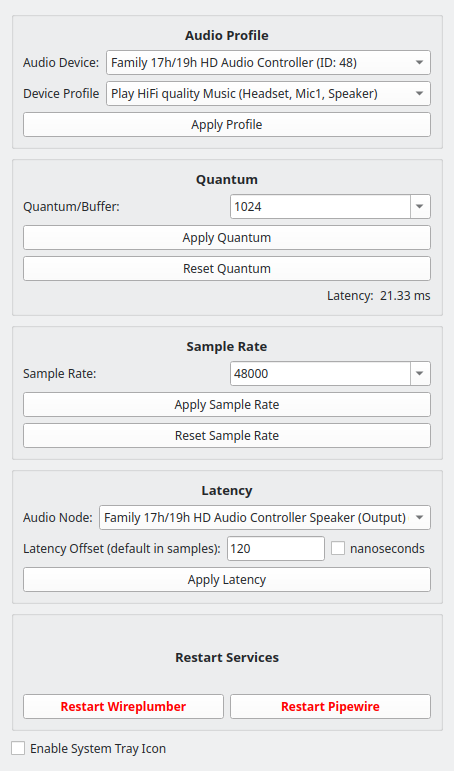 Audio Profile
Audio Device: Family 17h/19h HD Audio Controller (ID: 48)
Device Profile Play HiFi quality Music (Headset, Mic1, Speaker)
Apply Profile
Quantum
Quantum/Buffer: 1024
Apply Quantum
Reset Quantum
Latency: 21.33 ms
Sample Rate
Sample Rate: 48000
Apply Sample Rate
Reset Sample Rate
Latency
Audio Node: Family 17h/19h HD Audio Controller Speaker (Output)
Latency Offset (default in samples): 120 nanoseconds
Apply Latency
Restart Services
Restart Wireplumber Restart Pipewire
Enable System Tray Icon